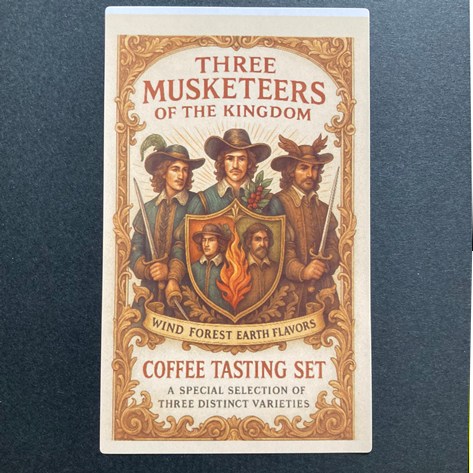 THREE
MUSKETEERS
OF THE KINGDOM
WIND FOREST EARTH FLAVORS
COFFEE TASTING SET
A SPECIAL SELECTION OF
THREE DISTINCT VARIETIES